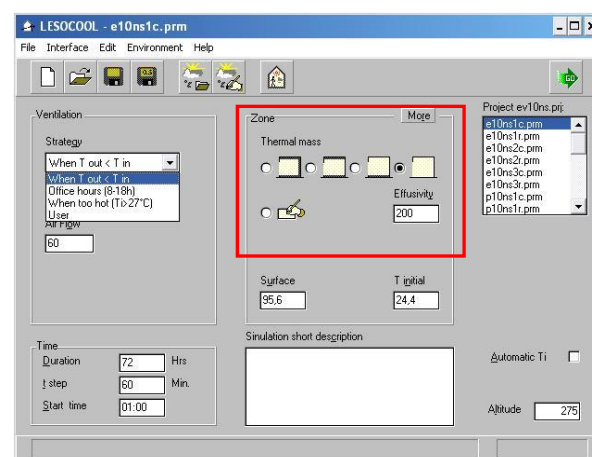 LESOCOOL - e10ns1c.prm
File Interface Edit Environment Help
Ventilation
Strategy
When T out < T in
When T out < T in
Office hours (8-18h)
When too hot (Ti>27°C)
User
Air Flow
60
Zone
More
Thermal mass
Effusivity
200
Surface
95,6
T initial
24,4
Project ev10ns.prj:
e10ns1c.prm
e10ns1r.prm
e10ns2c.prm
e10ns2r.prm
e10ns3c.prm
e10ns3r.prm
p10ns1c.prm
p10ns1r.prm
Time
Duration 72 Hrs
t step 60 Min.
Start time 01:00
Sinulation short description
Automatic Ti
Altitude 275
GO